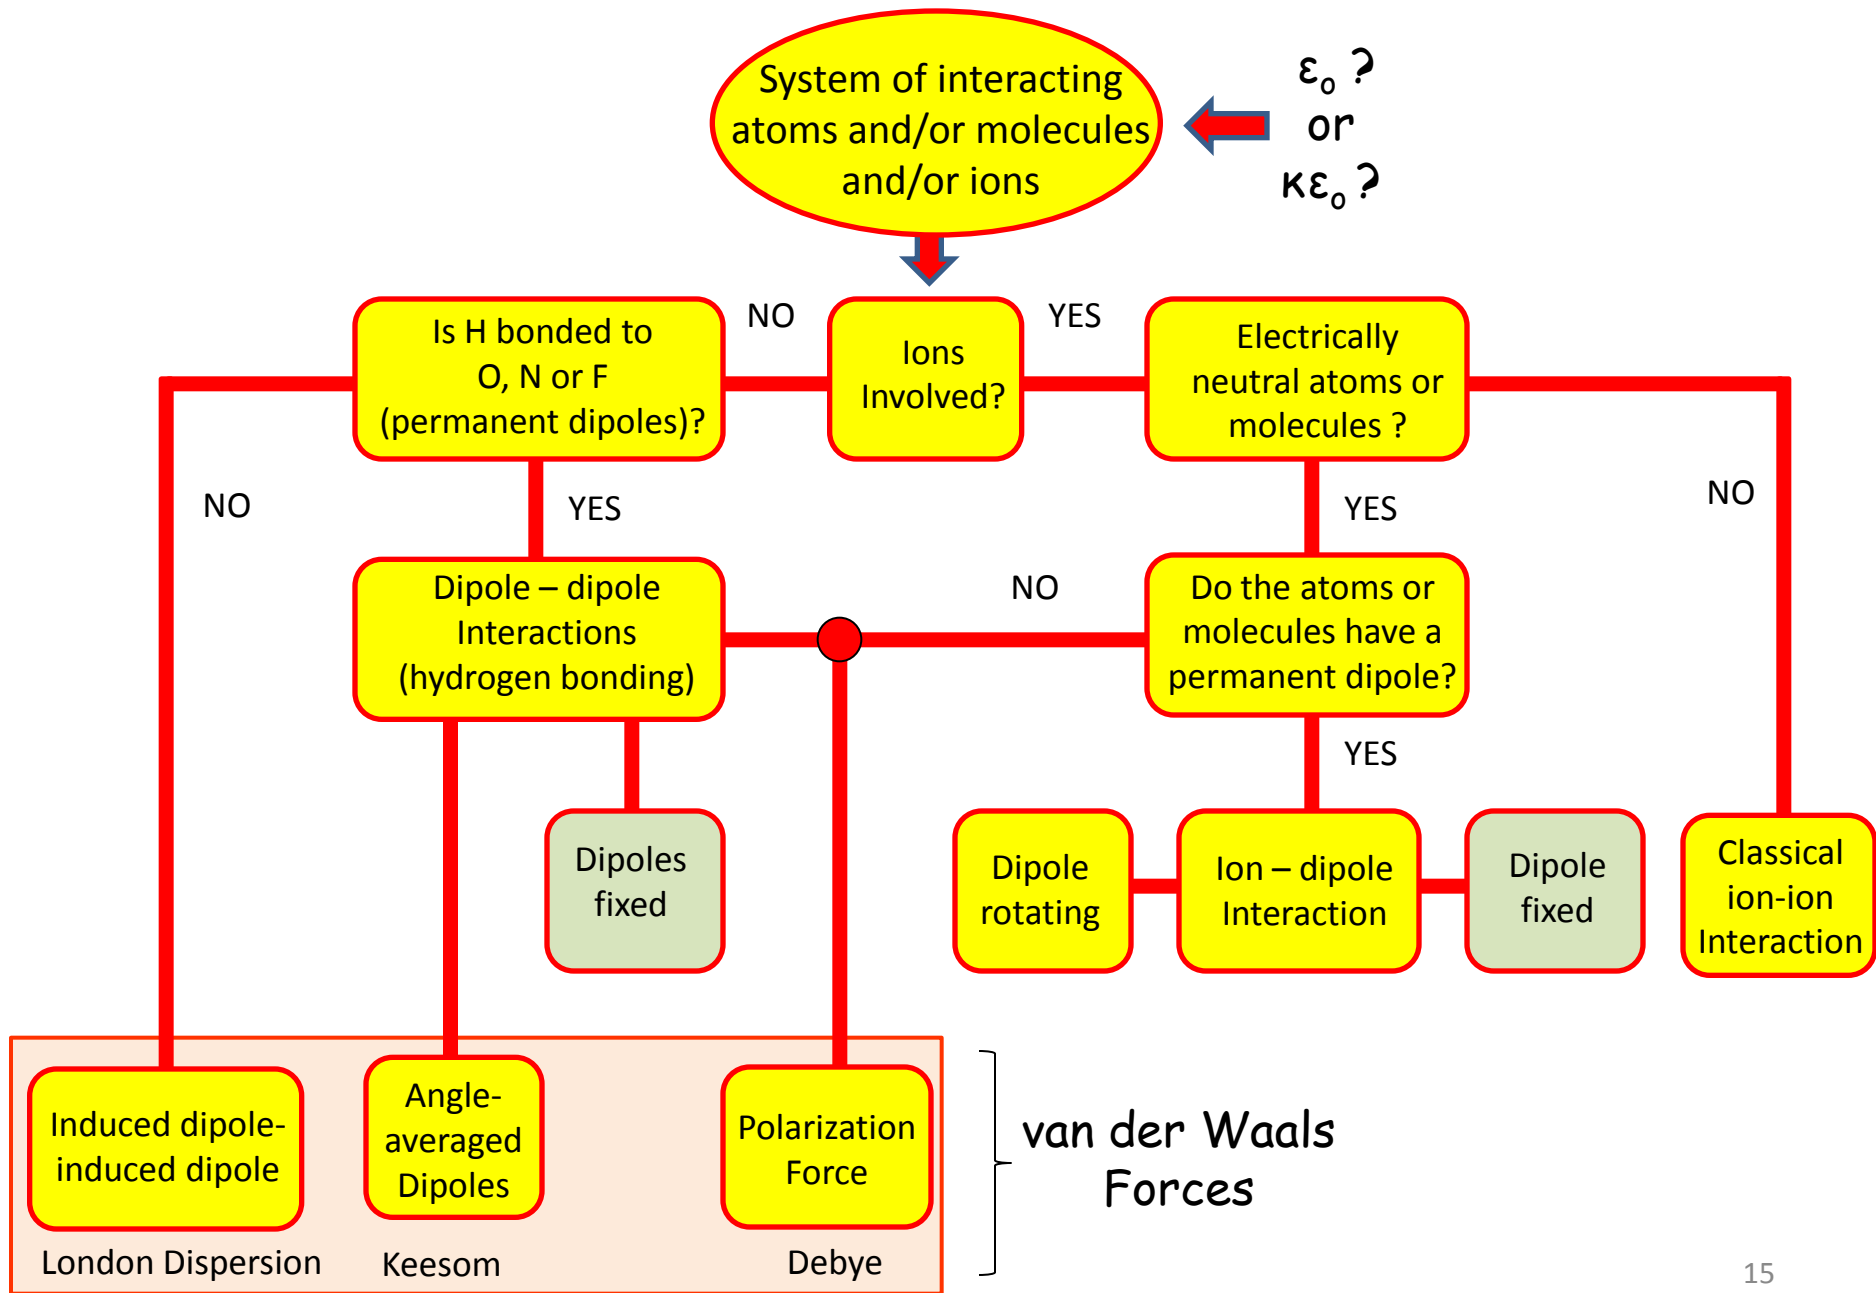 System of interacting
atoms and/or molecules
and/or ions
εo ?
or
κεo ?
Is H bonded to
O, N or F
(permanent dipoles)?
NO
Ions
Involved?
YES
Electrically
neutral atoms or
molecules ?
NO
YES
YES
NO
Dipole – dipole
Interactions
(hydrogen bonding)
NO
Do the atoms or
molecules have a
permanent dipole?
YES
Dipoles
fixed
Dipole
rotating
Ion – dipole
Interaction
Dipole
fixed
Classical
ion-ion
Interaction
Induced dipole-
induced dipole
Angle-
averaged
Dipoles
Polarization
Force
van der Waals
Forces
London Dispersion
Keesom
Debye
15